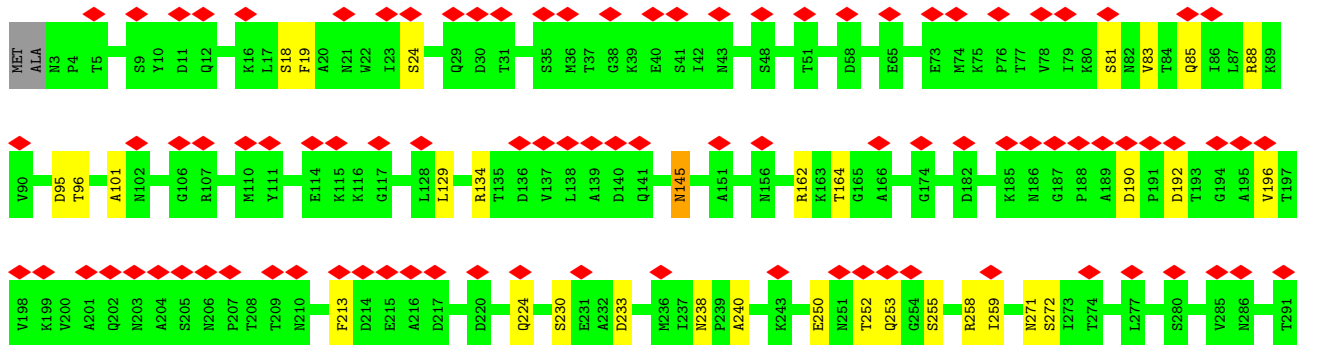 MET ALA N3 P4 T5 S9 Y10 D11 Q12 K16 L17 S18 F19 A20 N21 W22 I23 S24 Q29 D30 T31 S35 M36 T37 G38 K39 E40 S41 I42 N43 S48 T51 D58 E65 E73 M74 K75 P76 T77 V78 I79 K80 S81 N82 V83 T84 Q85 I86 L87 R88 K89
V90 D95 T96 A101 N102 G106 R107 M110 Y111 E114 K115 K116 G117 L128 L129 R134 T135 D136 V137 L138 A139 D140 Q141 N145 A151 N156 R162 K163 T164 G165 A166 G174 D182 K185 N186 G187 P188 A189 D190 P191 D192 T193 G194 A195 V196 T197
V198 K199 V200 A201 Q202 N203 A204 S205 N206 P207 T208 T209 N210 F213 D214 E215 A216 D217 D220 Q224 S230 E231 A232 D233 M236 I237 N238 P239 A240 K243 E250 N251 T252 Q253 G254 S255 R258 I259 N271 S272 I273 T274 L277 S280 V285 N286 T291